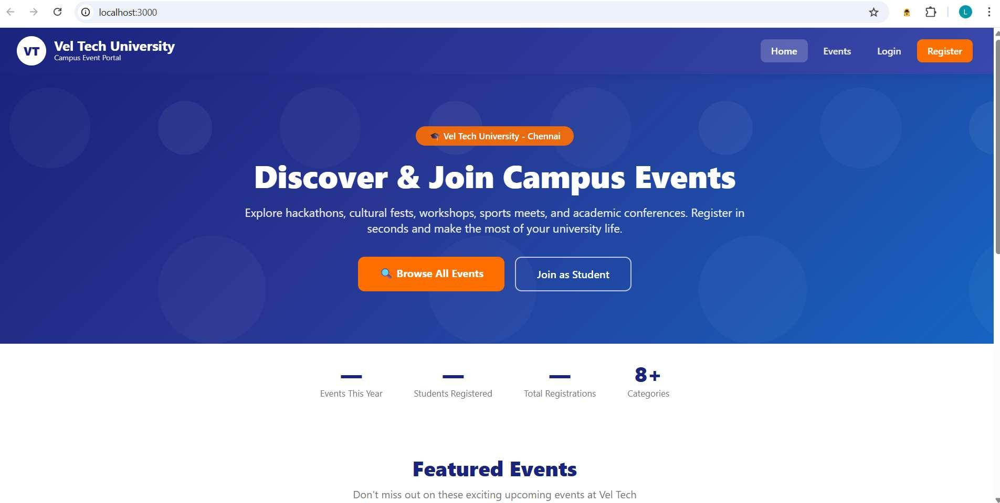 localhost:3000
L
VT
Vel Tech University
Campus Event Portal
Home
Events
Login
Register
🎓 Vel Tech University - Chennai
Discover & Join Campus Events
Explore hackathons, cultural fests, workshops, sports meets, and academic conferences. Register in
seconds and make the most of your university life.
🔍 Browse All Events
Join as Student
—
Events This Year
—
Students Registered
—
Total Registrations
8+
Categories
Featured Events
Don't miss out on these exciting upcoming events at Vel Tech